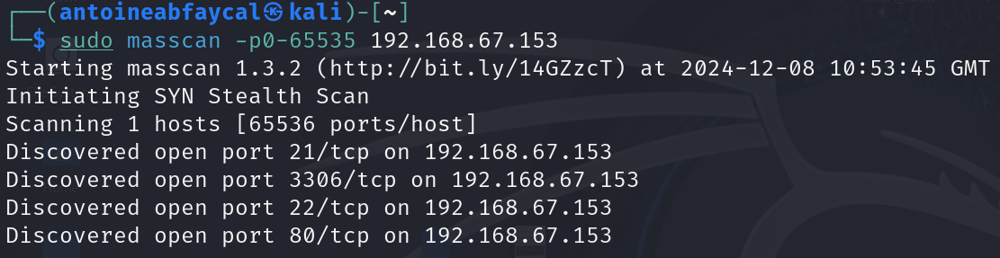 ┌──(antoineabfaycal㉿kali)-[~]
└─$ sudo masscan -p0-65535 192.168.67.153
Starting masscan 1.3.2 (http://bit.ly/14GZzcT) at 2024-12-08 10:53:45 GMT
Initiating SYN Stealth Scan
Scanning 1 hosts [65536 ports/host]
Discovered open port 21/tcp on 192.168.67.153
Discovered open port 3306/tcp on 192.168.67.153
Discovered open port 22/tcp on 192.168.67.153
Discovered open port 80/tcp on 192.168.67.153